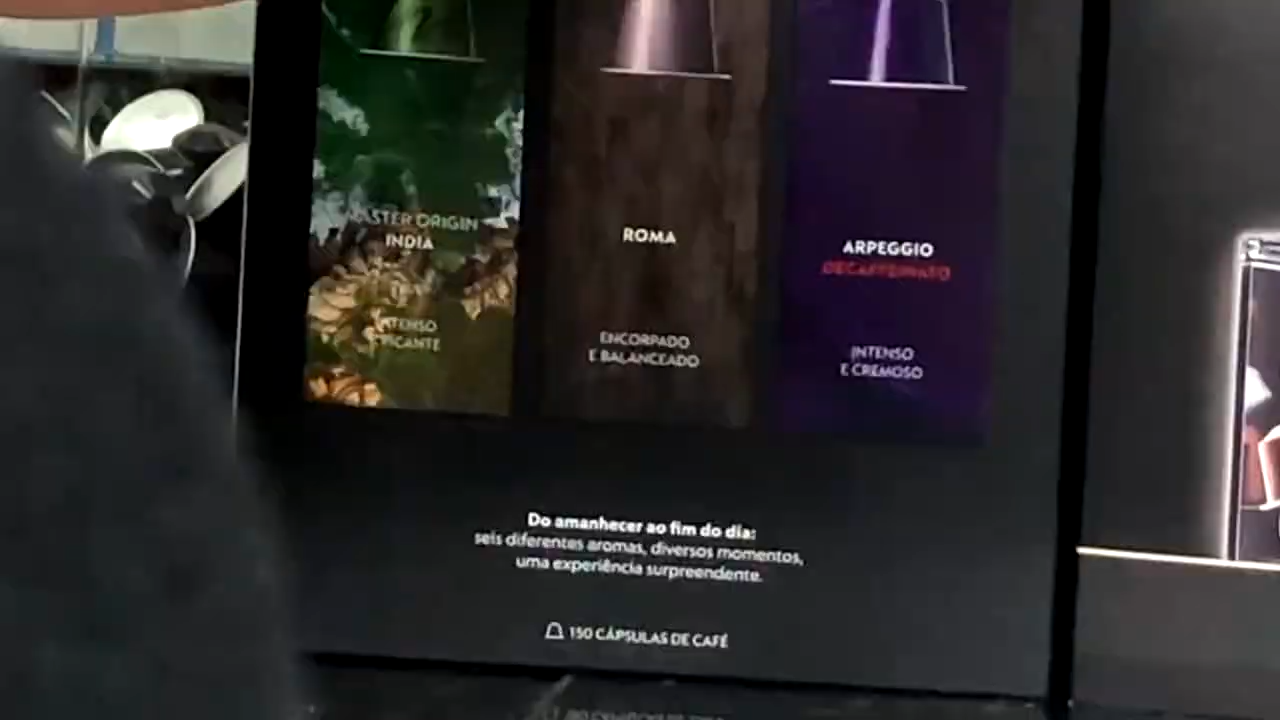 MASTER ORIGIN
INDIA
INTENSO
PICANTE
ROMA
ENCORPADO
E BALANCEADO
ARPEGGIO
DECAFFEINATO
INTENSO
E CREMOSO
Do amanhecer ao fim do dia:
seis diferentes aromas, diversos momentos,
uma experiência surpreendente.
150 CÁPSULAS DE CAFÉ